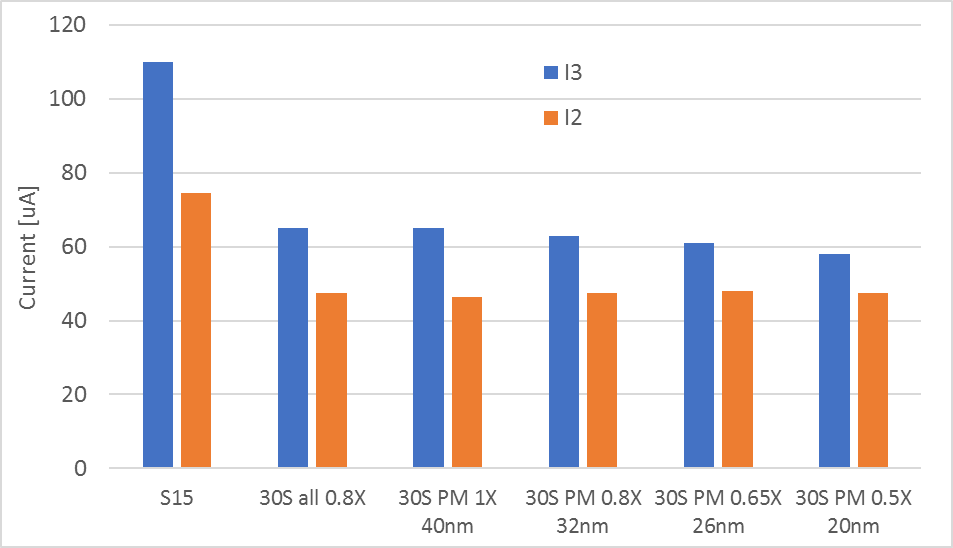 120
100
80
60
40
20
0
Current [uA]
I3
I2
S15
30S all 0.8X
30S PM 1X
40nm
30S PM 0.8X
32nm
30S PM 0.65X
26nm
30S PM 0.5X
20nm